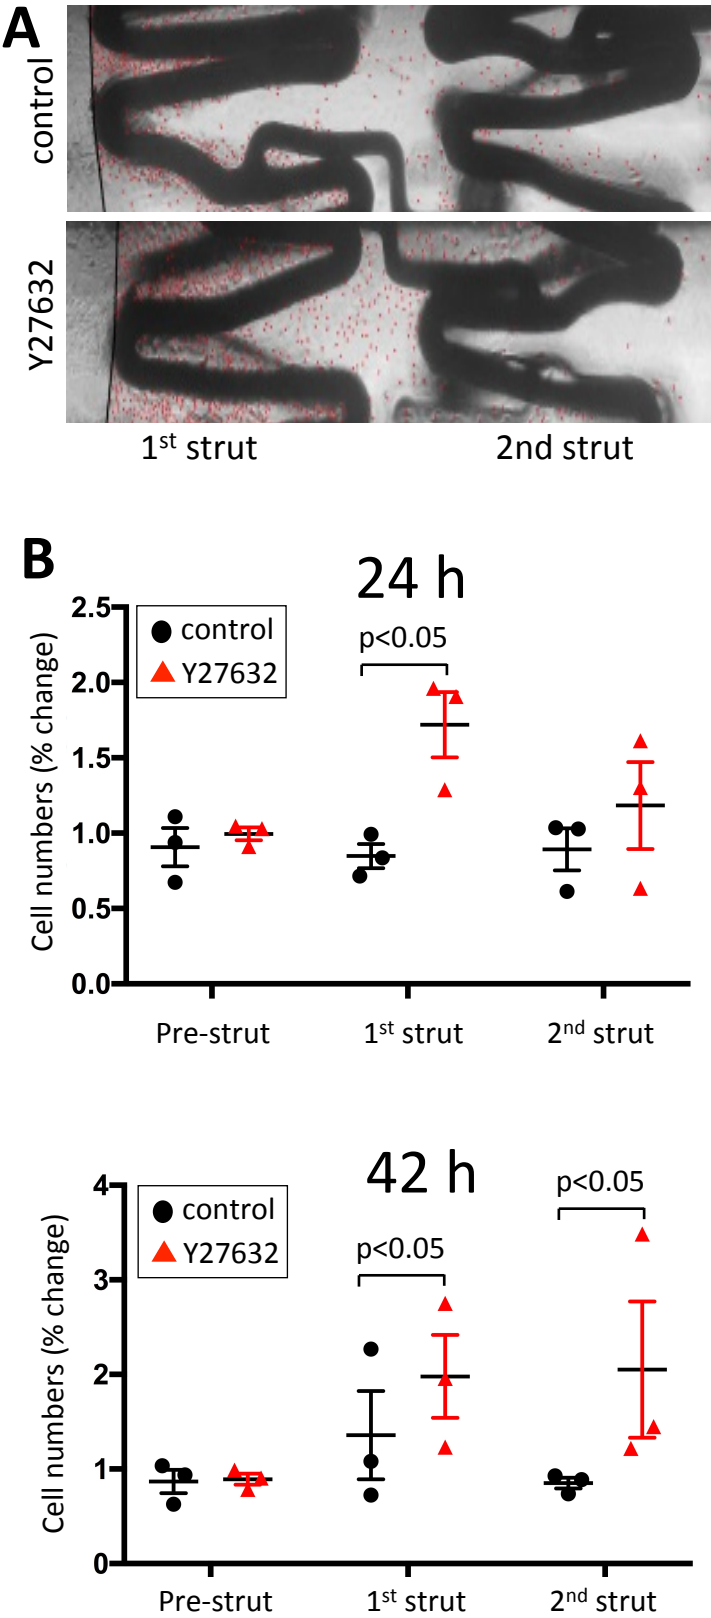 A
control
Y27632
1st strut
2nd strut
B
24 h
Cell numbers (% change)
2.5
2.0
1.5
1.0
0.5
0.0
control
Y27632
p<0.05
Pre-strut
1st strut
2nd strut
42 h
Cell numbers (% change)
4
3
2
1
0
control
Y27632
p<0.05
p<0.05
Pre-strut
1st strut
2nd strut